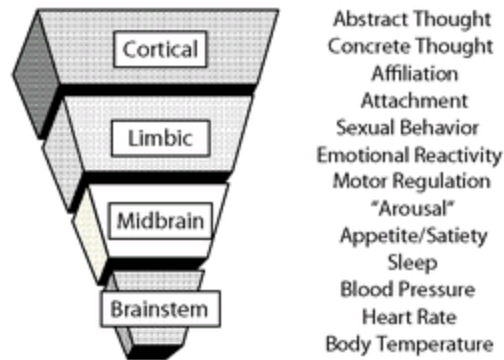 Cortical
Limbic
Midbrain
Brainstem
Abstract Thought
Concrete Thought
Affiliation
Attachment
Sexual Behavior
Emotional Reactivity
Motor Regulation
"Arousal"
Appetite/Satiety
Sleep
Blood Pressure
Heart Rate
Body Temperature